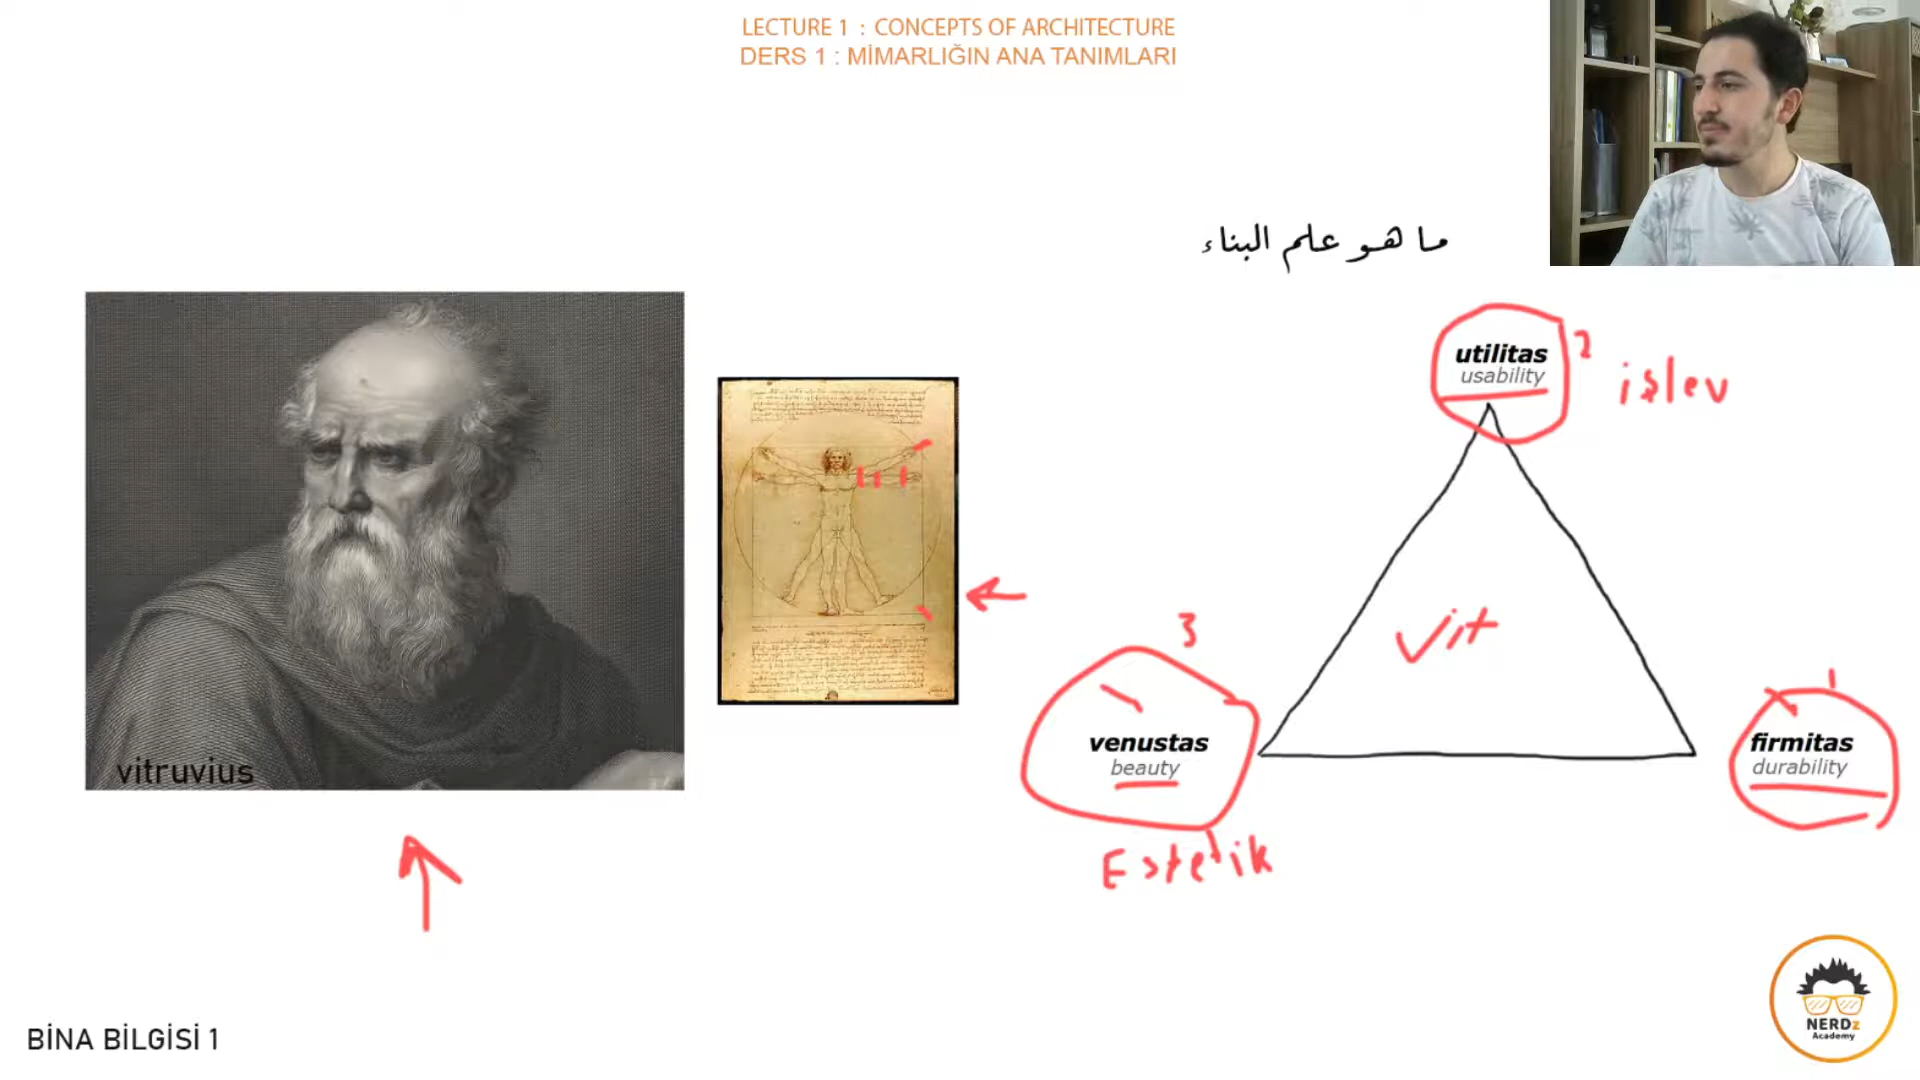 LECTURE 1 : CONCEPTS OF ARCHITECTURE
DERS 1 : MİMARLIĞIN ANA TANIMLARI
ما هو علم البناء
utilitas
usability
2
işlev
vitruvius
Vit
3
venustas
beauty
Estetik
1
firmitas
durability
BİNA BİLGİSİ 1
NERDz
Academy